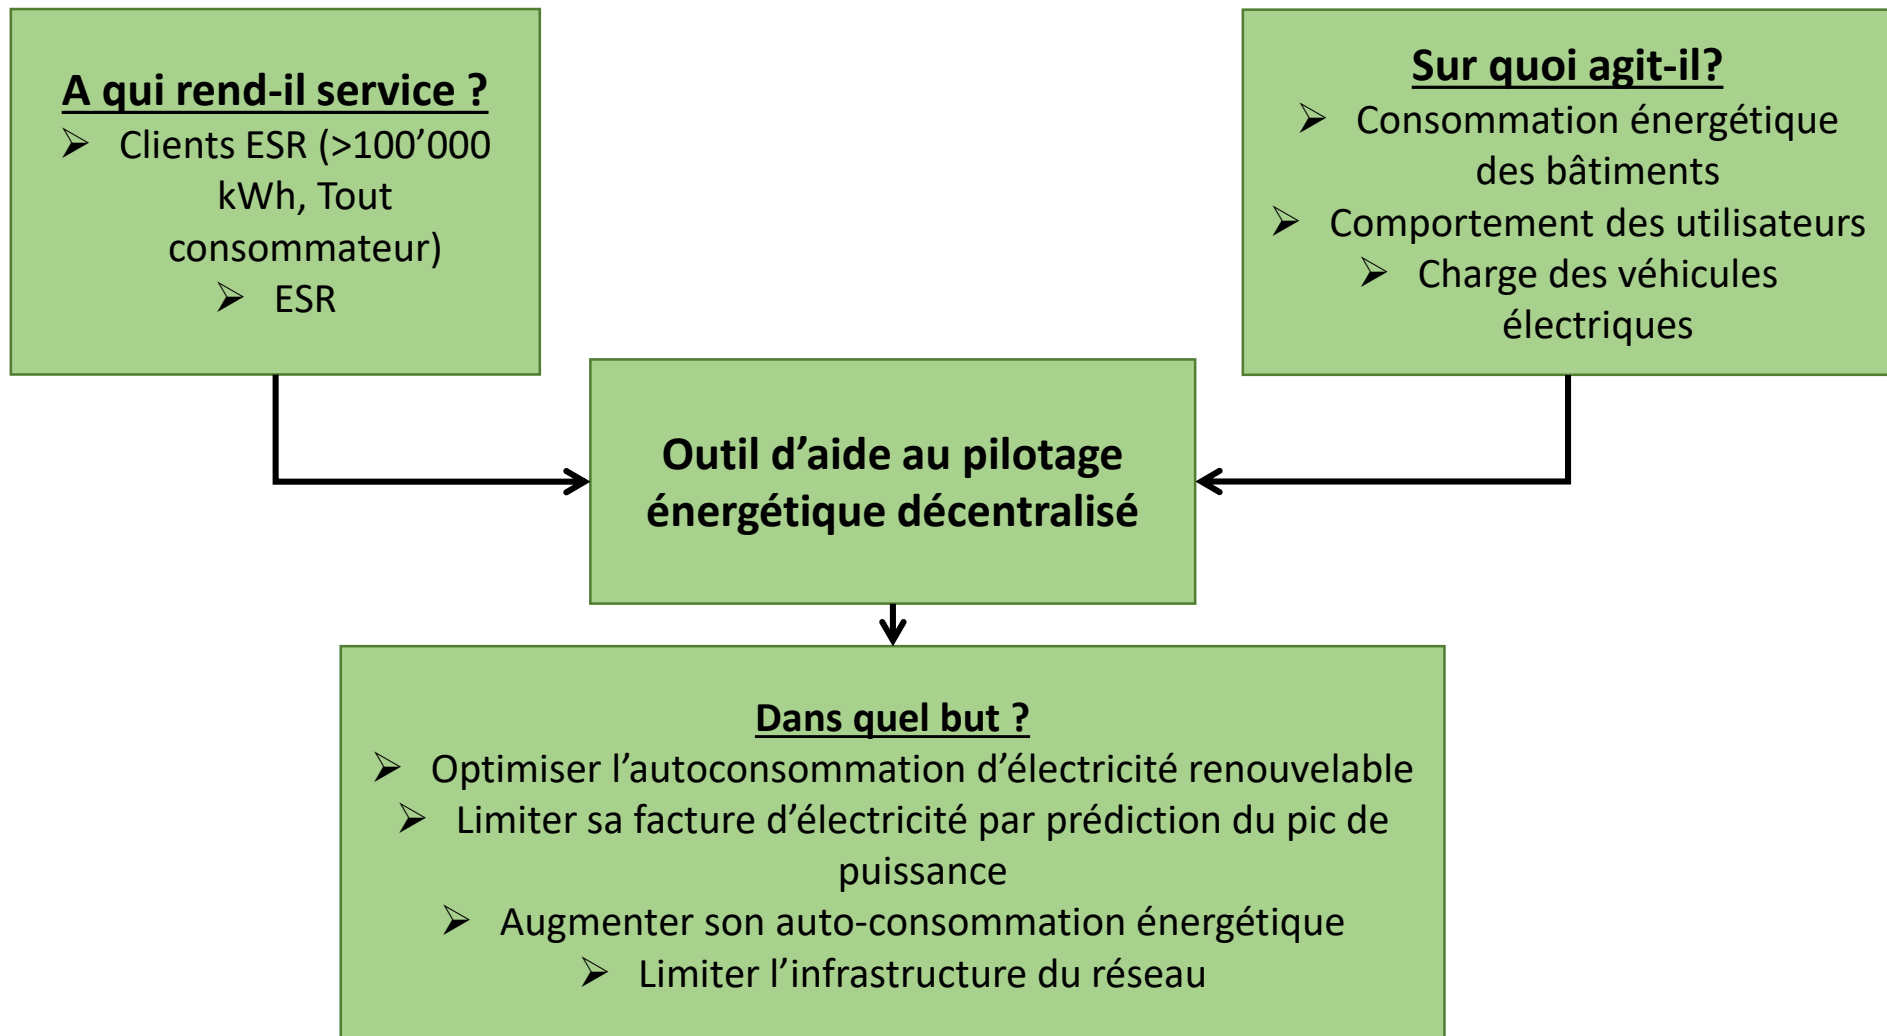 A qui rend-il service ?
➢ Clients ESR (>100’000
kWh, Tout
consommateur)
➢ ESR
Sur quoi agit-il?
➢ Consommation énergétique
des bâtiments
➢ Comportement des utilisateurs
➢ Charge des véhicules
électriques
Outil d’aide au pilotage
énergétique décentralisé
Dans quel but ?
➢ Optimiser l’autoconsommation d’électricité renouvelable
➢ Limiter sa facture d’électricité par prédiction du pic de
puissance
➢ Augmenter son auto-consommation énergétique
➢ Limiter l’infrastructure du réseau